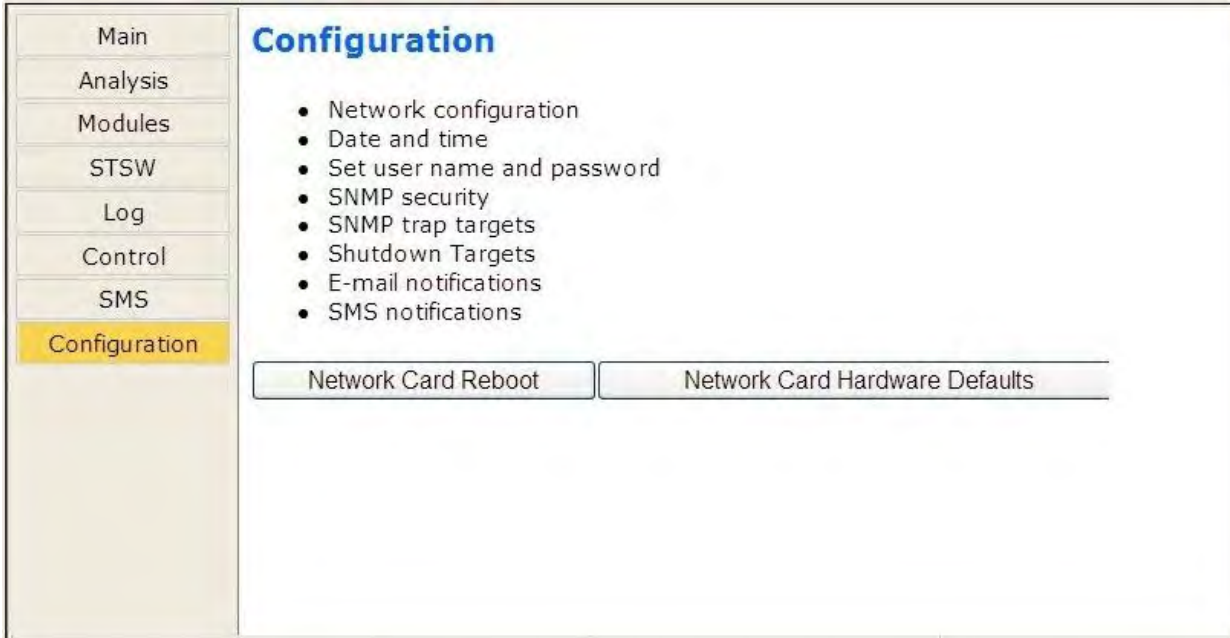 Main
Analysis
Modules
STSW
Log
Control
SMS
Configuration
Configuration
Network configuration
Date and time
Set user name and password
SNMP security
SNMP trap targets
Shutdown Targets
E-mail notifications
SMS notifications
Network Card Reboot
Network Card Hardware Defaults